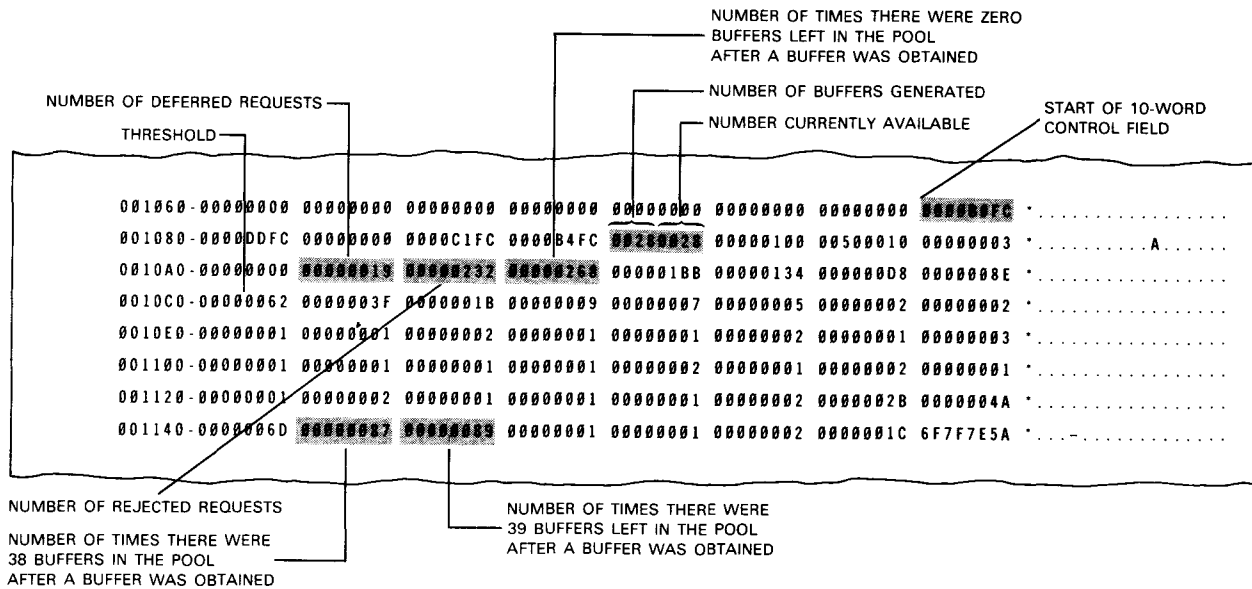 NUMBER OF TIMES THERE WERE ZERO
BUFFERS LEFT IN THE POOL
AFTER A BUFFER WAS OBTAINED
NUMBER OF BUFFERS GENERATED
NUMBER OF DEFERRED REQUESTS
START OF 10-WORD
CONTROL FIELD
NUMBER CURRENTLY AVAILABLE
THRESHOLD
001060-00000000 00000000 00000000 00000000 00000000 00000000 00000000 0000B0FC *.................
001080-0000DDFC 00000000 0000C1FC 0000B4FC 00280028 00000100 00500010 00000003 *..........A......
0010A0-00000000 00000019 00000232 00000268 000001BB 00000134 000000D8 0000008E *.................
0010C0-00000062 0000003F 0000001B 00000009 00000007 00000005 00000002 00000002 *.................
0010E0-00000001 00000001 00000002 00000001 00000001 00000002 00000001 00000003 *.................
001100-00000001 00000001 00000001 00000001 00000002 00000001 00000002 00000001 *.................
001120-00000001 00000002 00000001 00000001 00000001 00000002 0000002B 0000004A *.................
001140-0000006D 00000087 00000089 00000001 00000001 00000002 0000001C 6F7F7E5A *..._.............
NUMBER OF REJECTED REQUESTS
NUMBER OF TIMES THERE WERE
38 BUFFERS IN THE POOL
AFTER A BUFFER WAS OBTAINED
NUMBER OF TIMES THERE WERE
39 BUFFERS LEFT IN THE POOL
AFTER A BUFFER WAS OBTAINED